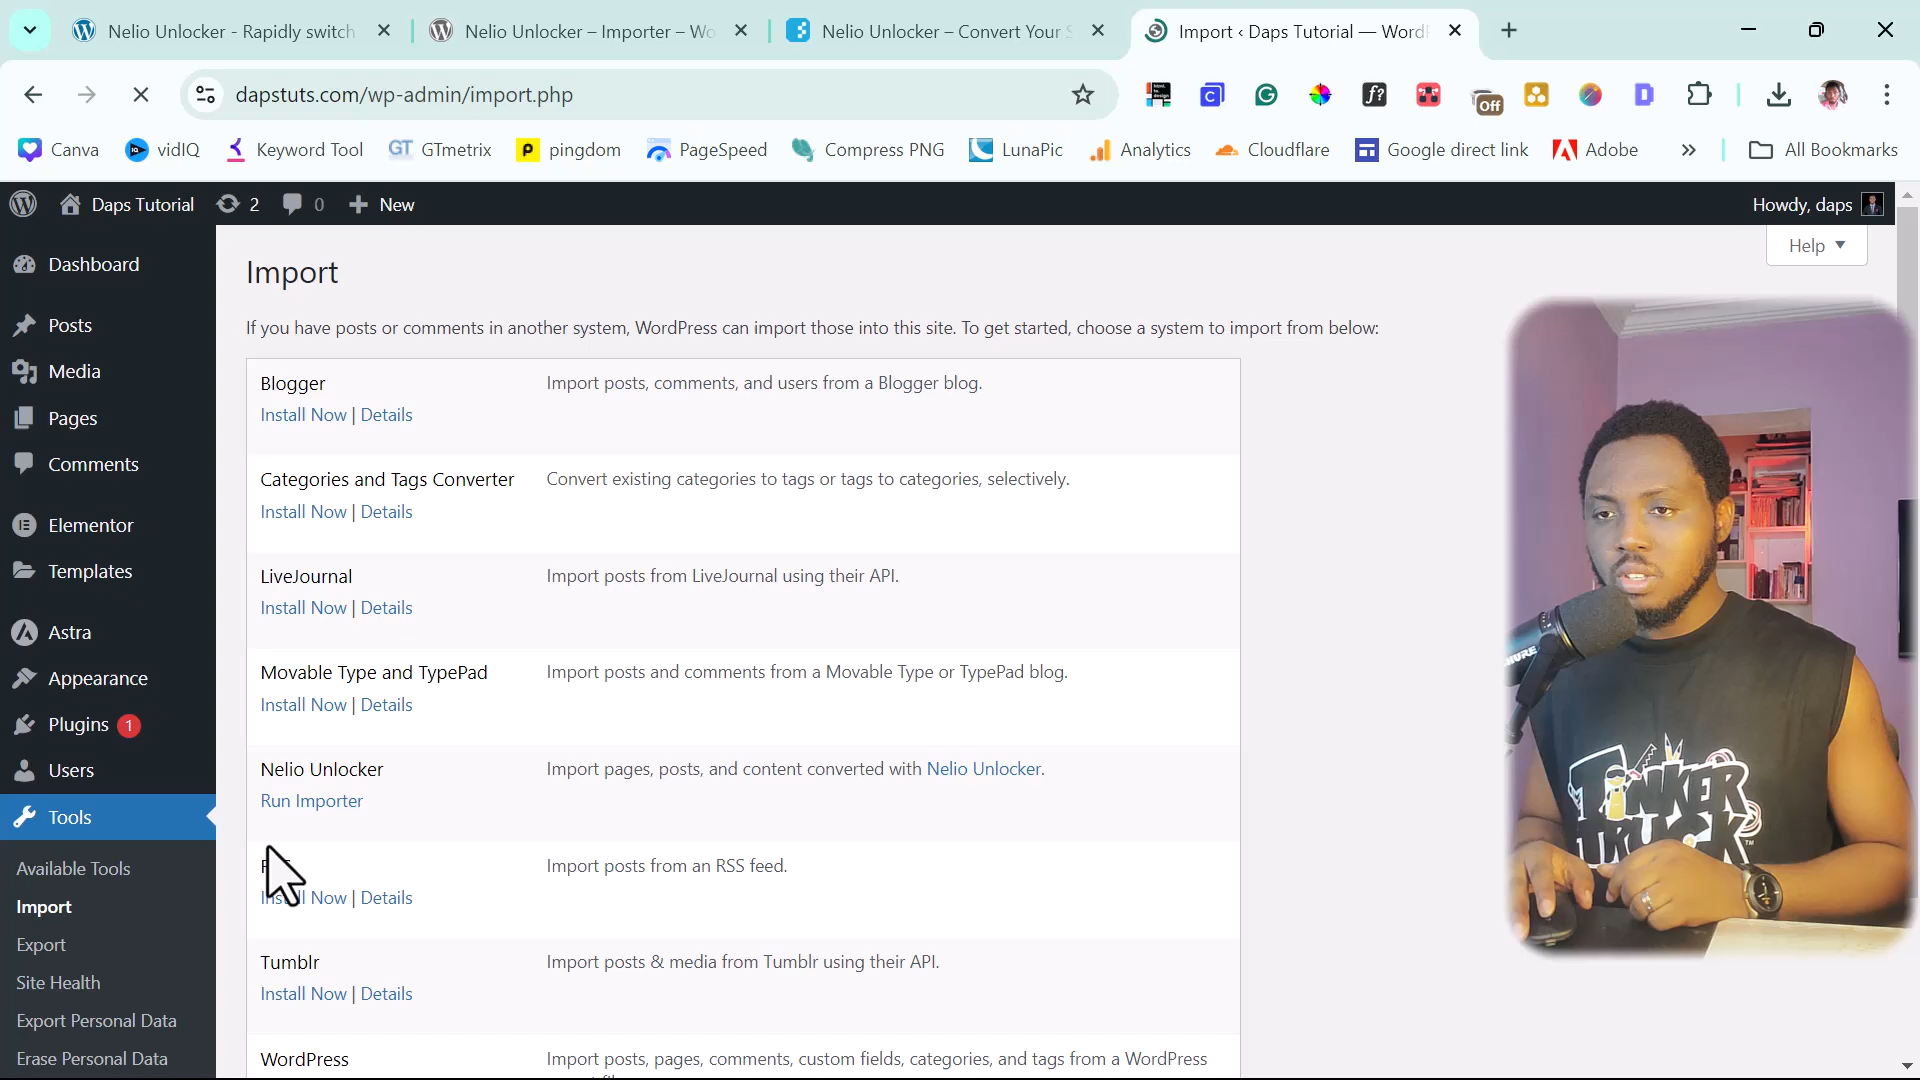 Nelio Unlocker - Rapidly switch
Nelio Unlocker – Importer – Wo
Nelio Unlocker – Convert Your S
Import ‹ Daps Tutorial — WordP
dapstuts.com/wp-admin/import.php
Off
Canva
vidIQ
Keyword Tool
GTmetrix
pingdom
PageSpeed
Compress PNG
LunaPic
Analytics
Cloudflare
Google direct link
Adobe
All Bookmarks
Daps Tutorial
2
0
New
Howdy, daps
Help
Dashboard
Posts
Media
Pages
Comments
Elementor
Templates
Astra
Appearance
Plugins 1
Users
Tools
Available Tools
Import
Export
Site Health
Export Personal Data
Erase Personal Data
Import
If you have posts or comments in another system, WordPress can import those into this site. To get started, choose a system to import from below:
Blogger
Import posts, comments, and users from a Blogger blog.
Install Now | Details
Categories and Tags Converter
Convert existing categories to tags or tags to categories, selectively.
Install Now | Details
LiveJournal
Import posts from LiveJournal using their API.
Install Now | Details
Movable Type and TypePad
Import posts and comments from a Movable Type or TypePad blog.
Install Now | Details
Nelio Unlocker
Import pages, posts, and content converted with Nelio Unlocker.
Run Importer
Import posts from an RSS feed.
Now | Details
Tumblr
Import posts & media from Tumblr using their API.
Install Now | Details
WordPress
Import posts, pages, comments, custom fields, categories, and tags from a WordPress
SHURE
TRUCK